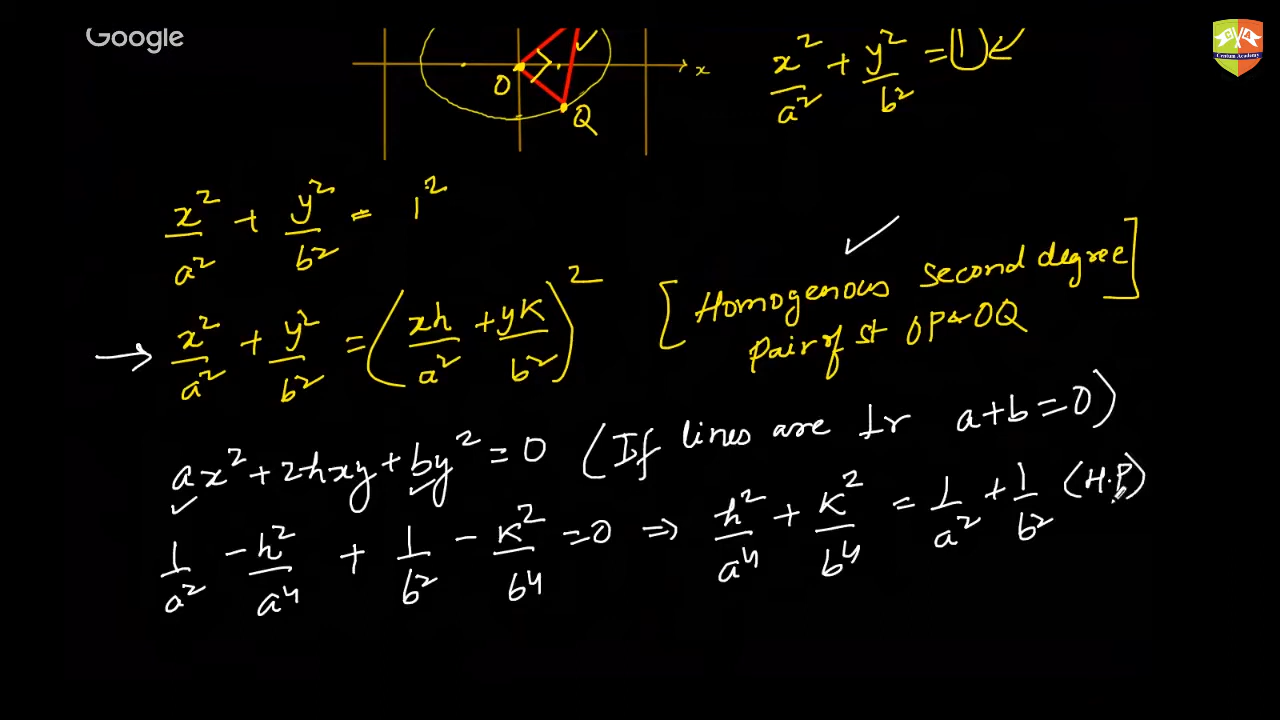 Google
x²/a² + y²/b² = 1
x
O
Q
x²/a² + y²/b² = 1²
→ x²/a² + y²/b² = (xh/a² + yk/b²)² [Homogenous second degree]
pair of st OP & OQ
ax² + 2hxy + by² = 0 (If lines are ⊥r a+b=0)
1/a² - h²/a⁴ + 1/b² - k²/b⁴ = 0 ⇒ h²/a⁴ + k²/b⁴ = 1/a² + 1/b² (H.P)